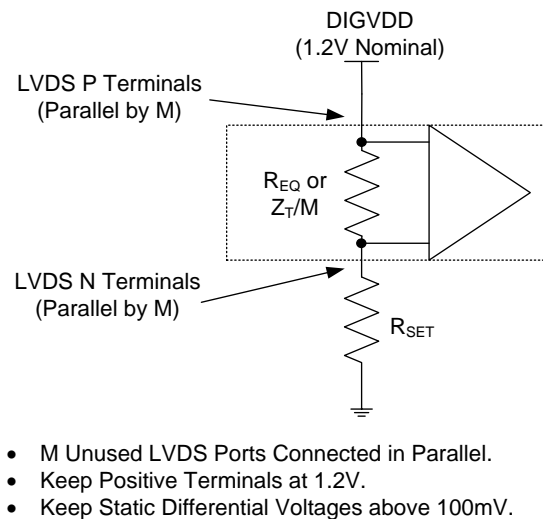 DIGVDD
(1.2V Nominal)
LVDS P Terminals
(Parallel by M)
R_EQ or
Z_T/M
LVDS N Terminals
(Parallel by M)
R_SET
• M Unused LVDS Ports Connected in Parallel.
• Keep Positive Terminals at 1.2V.
• Keep Static Differential Voltages above 100mV.